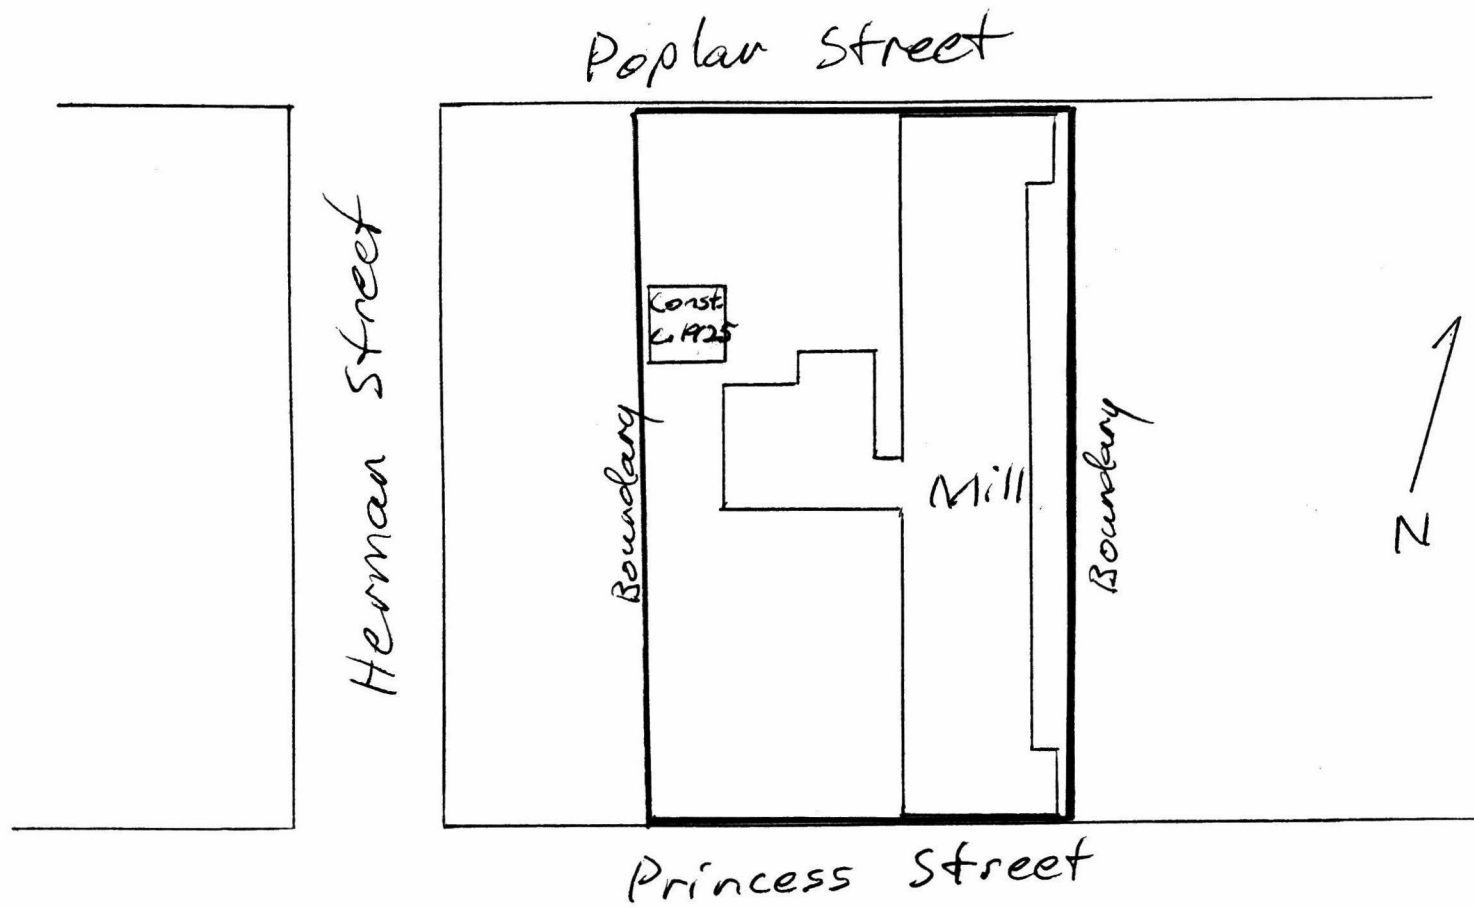 Poplar Street
Herman Street
Const.
c. 1925
Boundary
Mill
Boundary
N
Princess Street